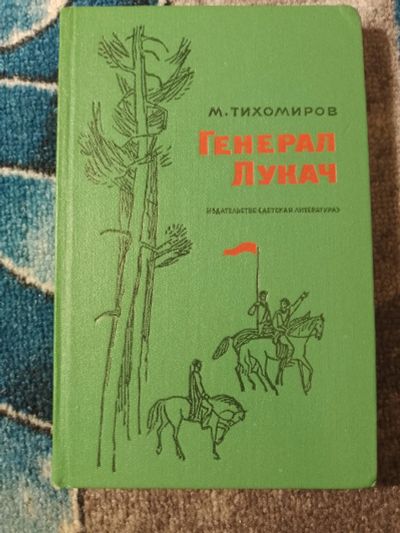 М. ТИХОМИРОВ
ГЕНЕРАЛ
ЛУКАЧ
ИЗДАТЕЛЬСТВО «ДЕТСКАЯ ЛИТЕРАТУРА»